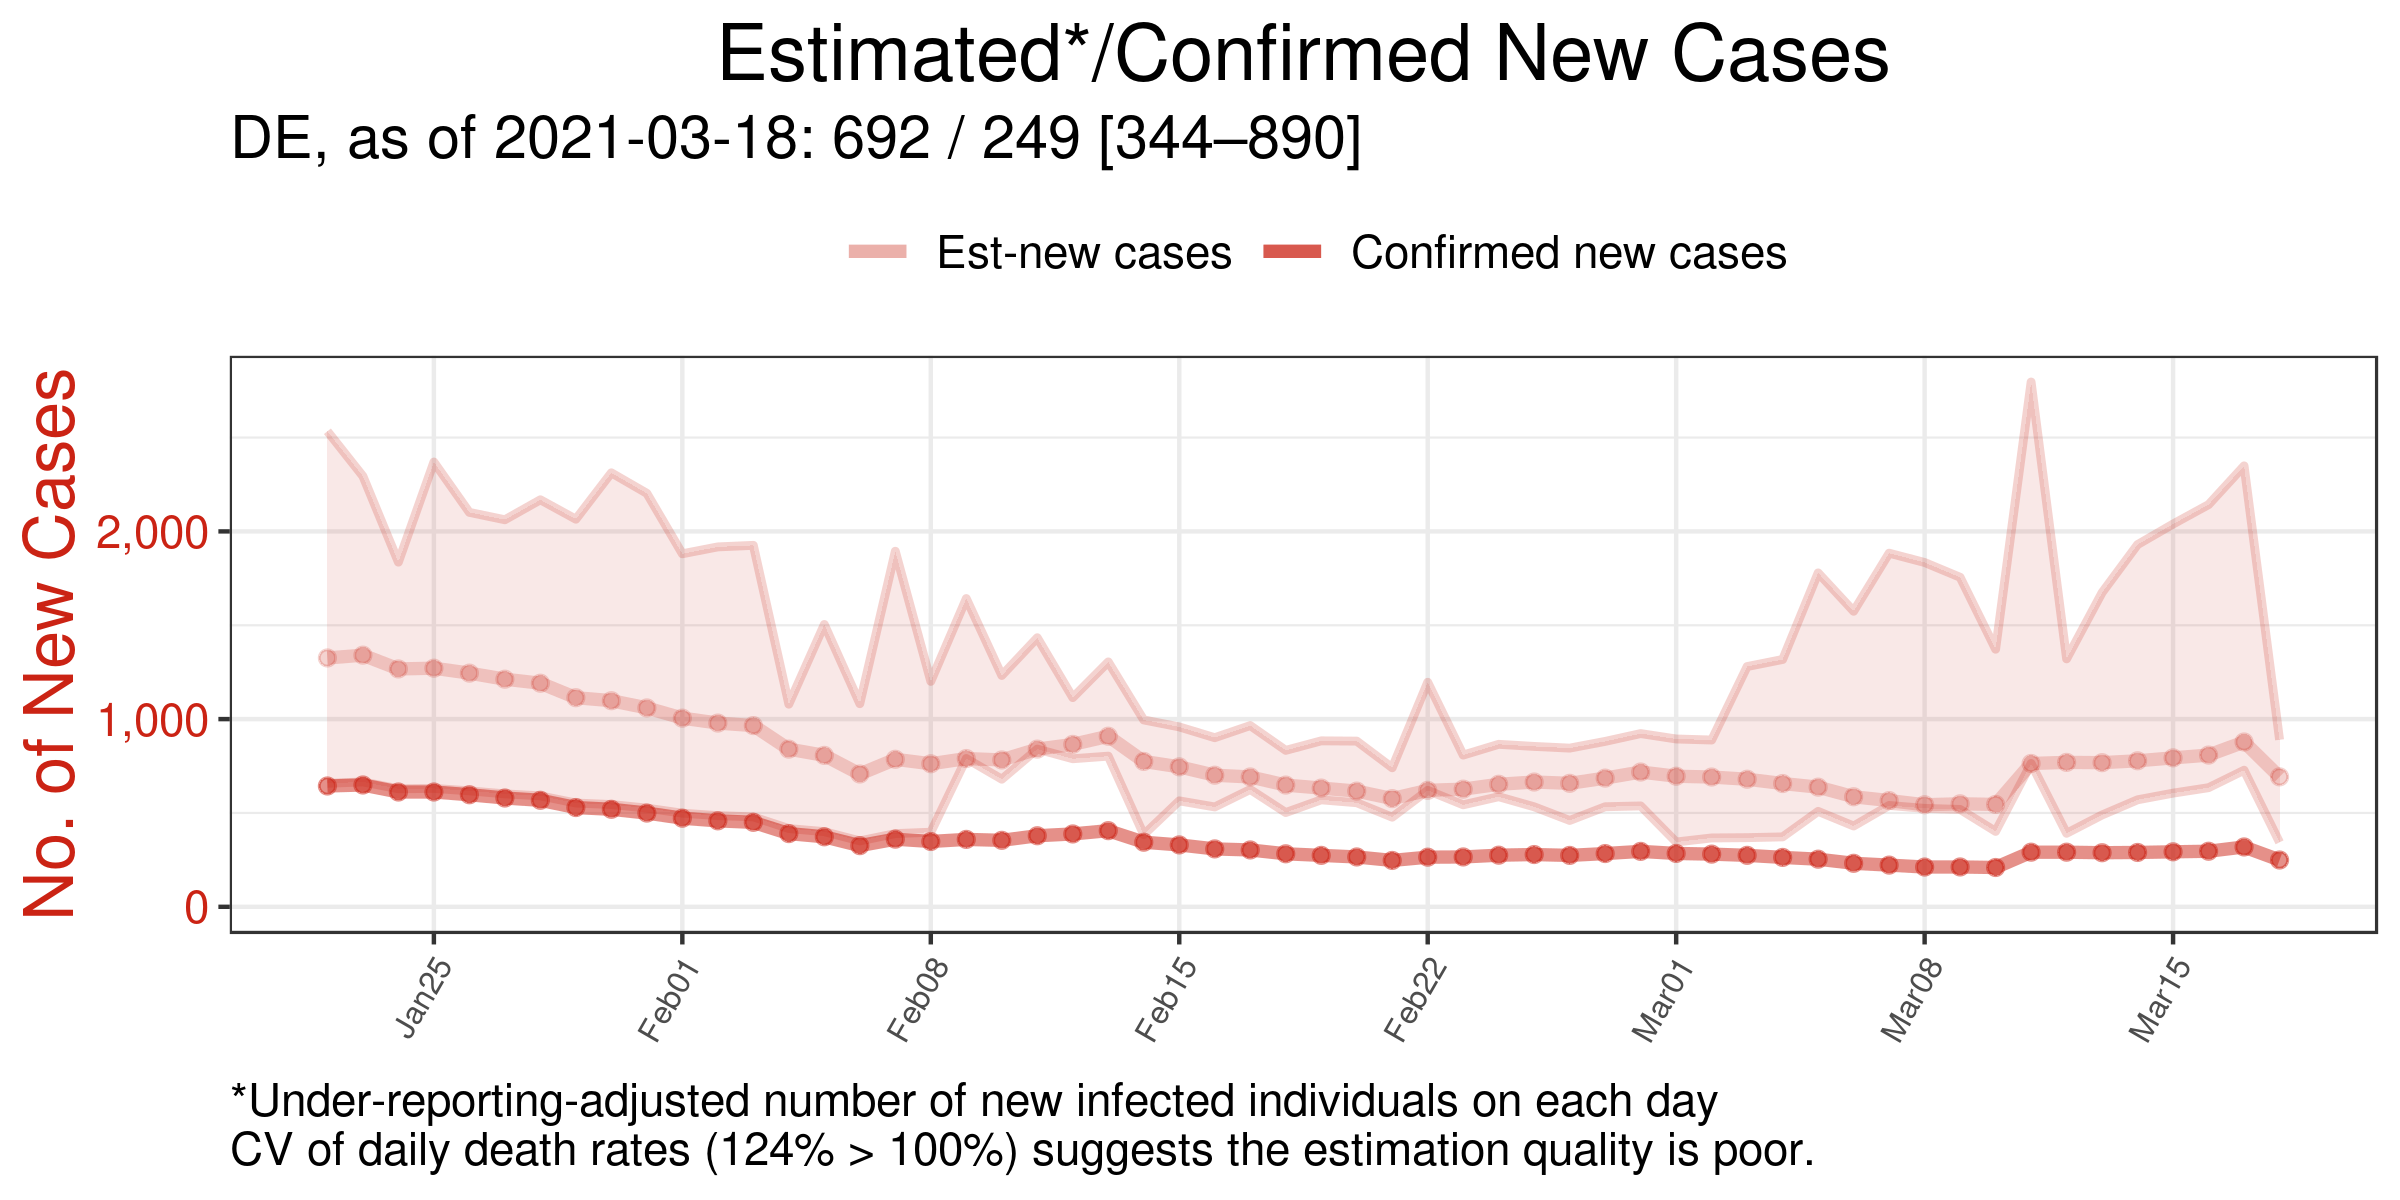 Estimated*/Confirmed New Cases
DE, as of 2021-03-18: 692 / 249 [344–890]
Est-new cases
Confirmed new cases
No. of New Cases
2,000
1,000
0
Jan25
Feb01
Feb08
Feb15
Feb22
Mar01
Mar08
Mar15
*Under-reporting-adjusted number of new infected individuals on each day
CV of daily death rates (124% > 100%) suggests the estimation quality is poor.